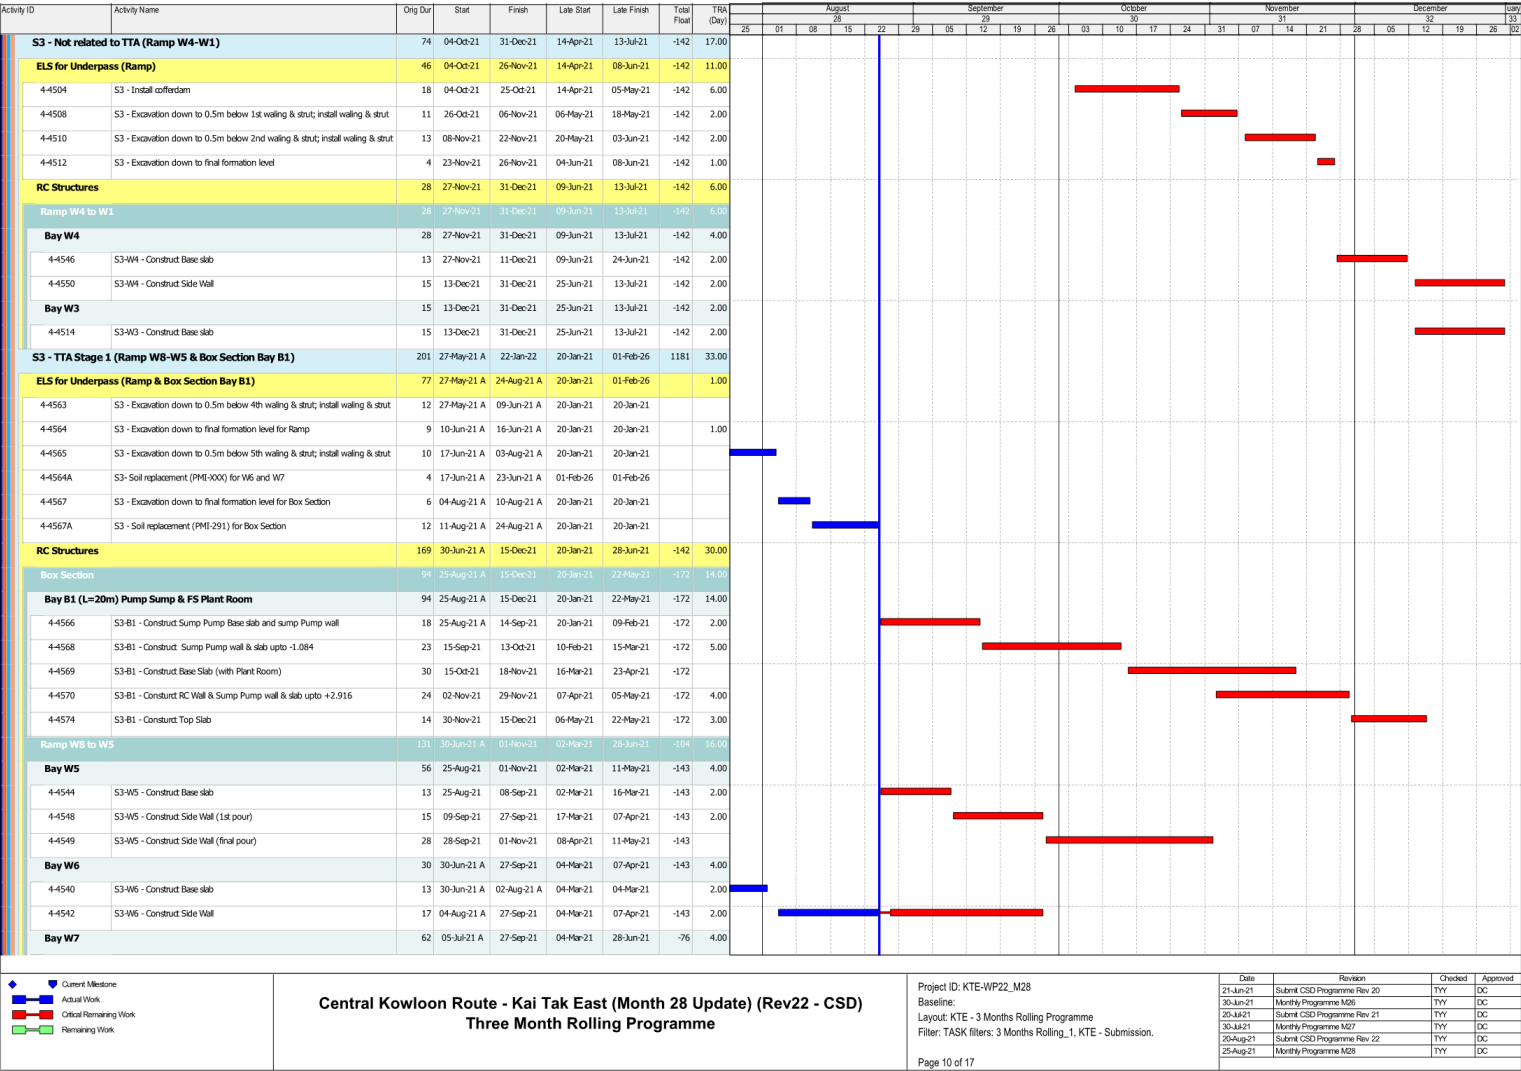 Activity ID Activity Name Orig Dur Start Finish Late Start Late Finish Total Float TRA (Day)
August September October November December uary
28 29 30 31 32 33
25 01 08 15 22 29 05 12 19 26 03 10 17 24 31 07 14 21 28 05 12 19 26 02
S3 - Not related to TTA (Ramp W4-W1) 74 04-Oct-21 31-Dec-21 14-Apr-21 13-Jul-21 -142 17.00
ELS for Underpass (Ramp) 46 04-Oct-21 26-Nov-21 14-Apr-21 08-Jun-21 -142 11.00
4-4504 S3 - Install cofferdam 18 04-Oct-21 25-Oct-21 14-Apr-21 05-May-21 -142 6.00
4-4508 S3 - Excavation down to 0.5m below 1st waling & strut; install waling & strut 11 26-Oct-21 06-Nov-21 06-May-21 18-May-21 -142 2.00
4-4510 S3 - Excavation down to 0.5m below 2nd waling & strut; install waling & strut 13 08-Nov-21 22-Nov-21 20-May-21 03-Jun-21 -142 2.00
4-4512 S3 - Excavation down to final formation level 4 23-Nov-21 26-Nov-21 04-Jun-21 08-Jun-21 -142 1.00
RC Structures 28 27-Nov-21 31-Dec-21 09-Jun-21 13-Jul-21 -142 6.00
Ramp W4 to W1 28 27-Nov-21 31-Dec-21 09-Jun-21 13-Jul-21 -142 6.00
Bay W4 28 27-Nov-21 31-Dec-21 09-Jun-21 13-Jul-21 -142 4.00
4-4546 S3-W4 - Construct Base slab 13 27-Nov-21 11-Dec-21 09-Jun-21 24-Jun-21 -142 2.00
4-4550 S3-W4 - Construct Side Wall 15 13-Dec-21 31-Dec-21 25-Jun-21 13-Jul-21 -142 2.00
Bay W3 15 13-Dec-21 31-Dec-21 25-Jun-21 13-Jul-21 -142 2.00
4-4514 S3-W3 - Construct Base slab 15 13-Dec-21 31-Dec-21 25-Jun-21 13-Jul-21 -142 2.00
S3 - TTA Stage 1 (Ramp W8-W5 & Box Section Bay B1) 201 27-May-21 A 22-Jan-22 20-Jan-21 01-Feb-26 1181 33.00
ELS for Underpass (Ramp & Box Section Bay B1) 77 27-May-21 A 24-Aug-21 A 20-Jan-21 01-Feb-26 1.00
4-4563 S3 - Excavation down to 0.5m below 4th waling & strut; install waling & strut 12 27-May-21 A 09-Jun-21 A 20-Jan-21 20-Jan-21
4-4564 S3 - Excavation down to final formation level for Ramp 9 10-Jun-21 A 16-Jun-21 A 20-Jan-21 20-Jan-21 1.00
4-4565 S3 - Excavation down to 0.5m below 5th waling & strut; install waling & strut 10 17-Jun-21 A 03-Aug-21 A 20-Jan-21 20-Jan-21
4-4564A S3- Soil replacement (PMI-XXX) for W6 and W7 4 17-Jun-21 A 23-Jun-21 A 01-Feb-26 01-Feb-26
4-4567 S3 - Excavation down to final formation level for Box Section 6 04-Aug-21 A 10-Aug-21 A 20-Jan-21 20-Jan-21
4-4567A S3 - Soil replacement (PMI-291) for Box Section 12 11-Aug-21 A 24-Aug-21 A 20-Jan-21 20-Jan-21
RC Structures 169 30-Jun-21 A 15-Dec-21 20-Jan-21 28-Jun-21 -142 30.00
Box Section 94 25-Aug-21 A 15-Dec-21 20-Jan-21 22-May-21 -172 14.00
Bay B1 (L=20m) Pump Sump & FS Plant Room 94 25-Aug-21 A 15-Dec-21 20-Jan-21 22-May-21 -172 14.00
4-4566 S3-B1 - Construct Sump Pump Base slab and sump Pump wall 18 25-Aug-21 A 14-Sep-21 20-Jan-21 09-Feb-21 -172 2.00
4-4568 S3-B1 - Construct Sump Pump wall & slab upto -1.084 23 15-Sep-21 13-Oct-21 10-Feb-21 15-Mar-21 -172 5.00
4-4569 S3-B1 - Construct Base Slab (with Plant Room) 30 15-Oct-21 18-Nov-21 16-Mar-21 23-Apr-21 -172
4-4570 S3-B1 - Consturct RC Wall & Sump Pump wall & slab upto +2.916 24 02-Nov-21 29-Nov-21 07-Apr-21 05-May-21 -172 4.00
4-4574 S3-B1 - Consturct Top Slab 14 30-Nov-21 15-Dec-21 06-May-21 22-May-21 -172 3.00
Ramp W8 to W5 131 30-Jun-21 A 01-Nov-21 02-Mar-21 28-Jun-21 -104 16.00
Bay W5 56 25-Aug-21 01-Nov-21 02-Mar-21 11-May-21 -143 4.00
4-4544 S3-W5 - Construct Base slab 13 25-Aug-21 08-Sep-21 02-Mar-21 16-Mar-21 -143 2.00
4-4548 S3-W5 - Construct Side Wall (1st pour) 15 09-Sep-21 27-Sep-21 17-Mar-21 07-Apr-21 -143 2.00
4-4549 S3-W5 - Construct Side Wall (final pour) 28 28-Sep-21 01-Nov-21 08-Apr-21 11-May-21 -143
Bay W6 30 30-Jun-21 A 27-Sep-21 04-Mar-21 07-Apr-21 -143 4.00
4-4540 S3-W6 - Construct Base slab 13 30-Jun-21 A 02-Aug-21 A 04-Mar-21 04-Mar-21 2.00
4-4542 S3-W6 - Construct Side Wall 17 04-Aug-21 A 27-Sep-21 04-Mar-21 07-Apr-21 -143 2.00
Bay W7 62 05-Jul-21 A 27-Sep-21 04-Mar-21 28-Jun-21 -76 4.00
Current Milestone
Actual Work
Critical Remaining Work
Remaining Work
Central Kowloon Route - Kai Tak East (Month 28 Update) (Rev22 - CSD)
Three Month Rolling Programme
Project ID: KTE-WP22_M28
Baseline:
Layout: KTE - 3 Months Rolling Programme
Filter: TASK filters: 3 Months Rolling_1, KTE - Submission.
Page 10 of 17
Date Revision Checked Approved
21-Jun-21 Submit CSD Programme Rev 20 TYY DC
30-Jun-21 Monthly Programme M26 TYY DC
20-Jul-21 Submit CSD Programme Rev 21 TYY DC
30-Jul-21 Monthly Programme M27 TYY DC
20-Aug-21 Submit CSD Programme Rev 22 TYY DC
25-Aug-21 Monthly Programme M28 TYY DC